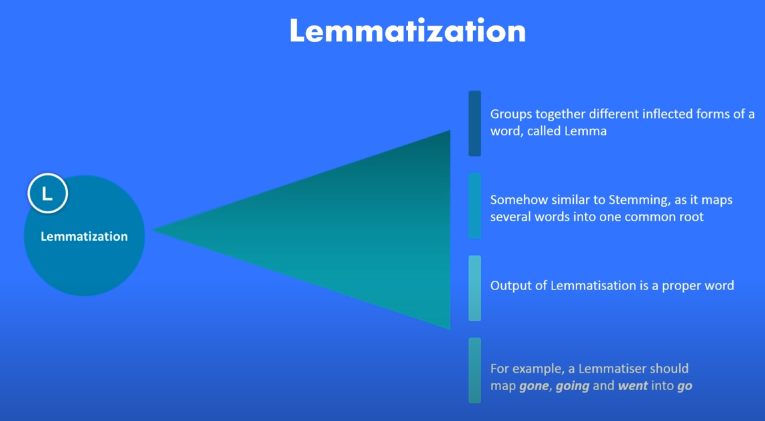 Lemmatization
L
Lemmatization
Groups together different inflected forms of a
word, called Lemma
Somehow similar to Stemming, as it maps
several words into one common root
Output of Lemmatisation is a proper word
For example, a Lemmatiser should
map gone, going and went into go